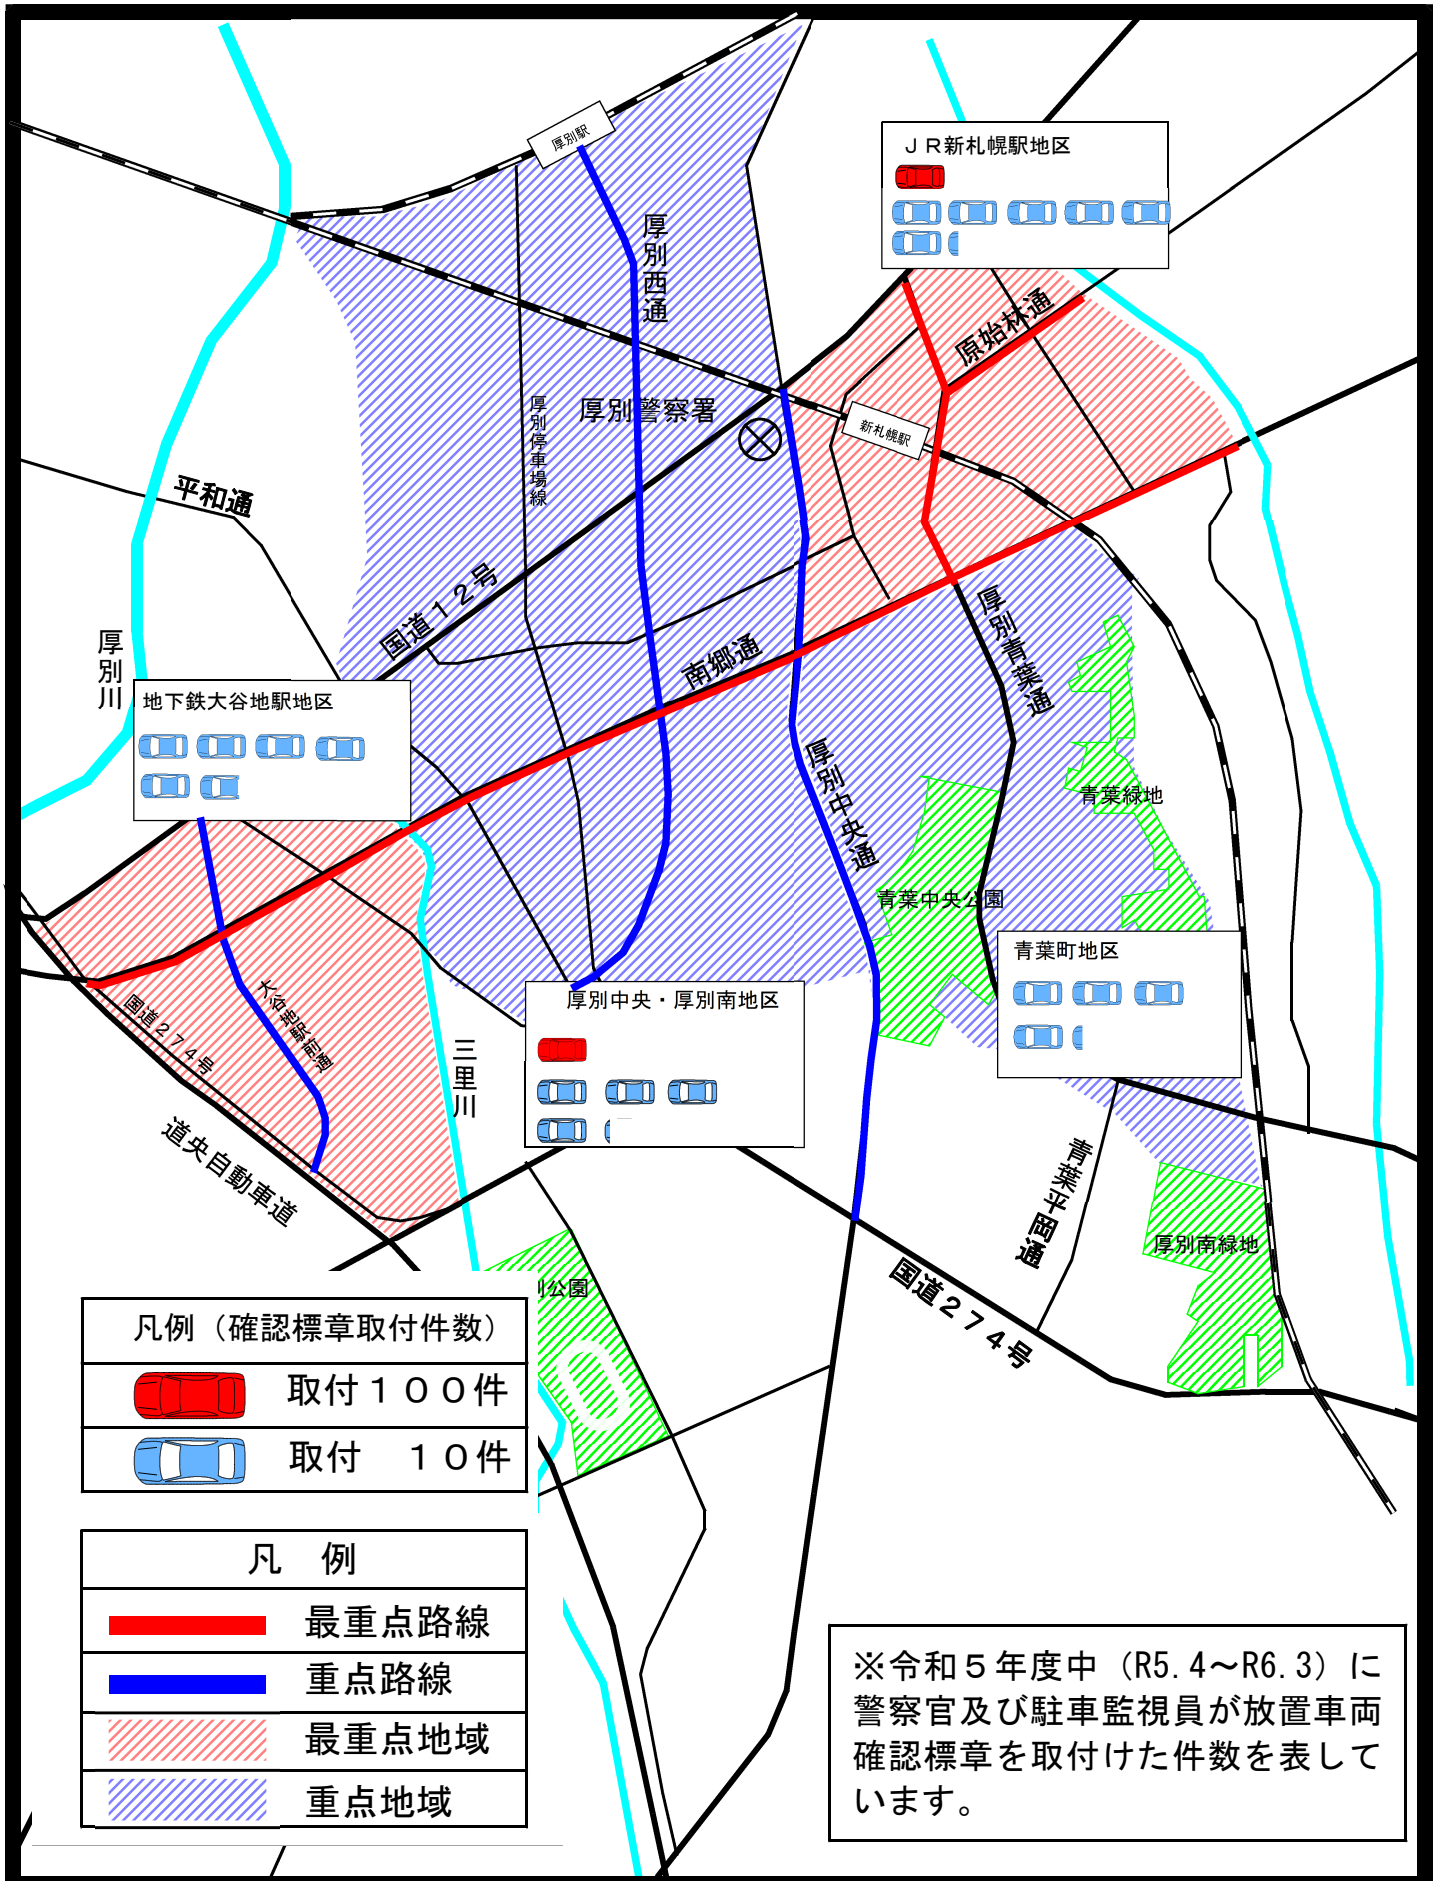 厚別駅
ＪＲ新札幌駅地区
厚別西通
原始林通
厚別停車場線
厚別警察署
新札幌駅
平和通
国道１２号
厚別川
南郷通
厚別青葉通
地下鉄大谷地駅地区
厚別中央通
青葉緑地
青葉中央公園
青葉町地区
国道２７４号
大谷地駅前通
厚別中央・厚別南地区
三里川
道央自動車道
青葉平岡通
厚別南緑地
国道２７４号
公園
凡例（確認標章取付件数）
取付１００件
取付　１０件
凡　例
最重点路線
重点路線
最重点地域
重点地域
※令和５年度中（R5.4～R6.3）に
警察官及び駐車監視員が放置車両
確認標章を取付けた件数を表して
います。